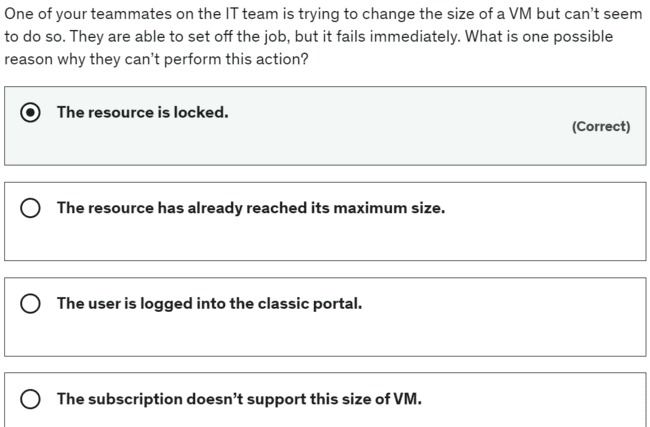 One of your teammates on the IT team is trying to change the size of a VM but can’t seem
to do so. They are able to set off the job, but it fails immediately. What is one possible
reason why they can’t perform this action?
The resource is locked.
(Correct)
The resource has already reached its maximum size.
The user is logged into the classic portal.
The subscription doesn’t support this size of VM.